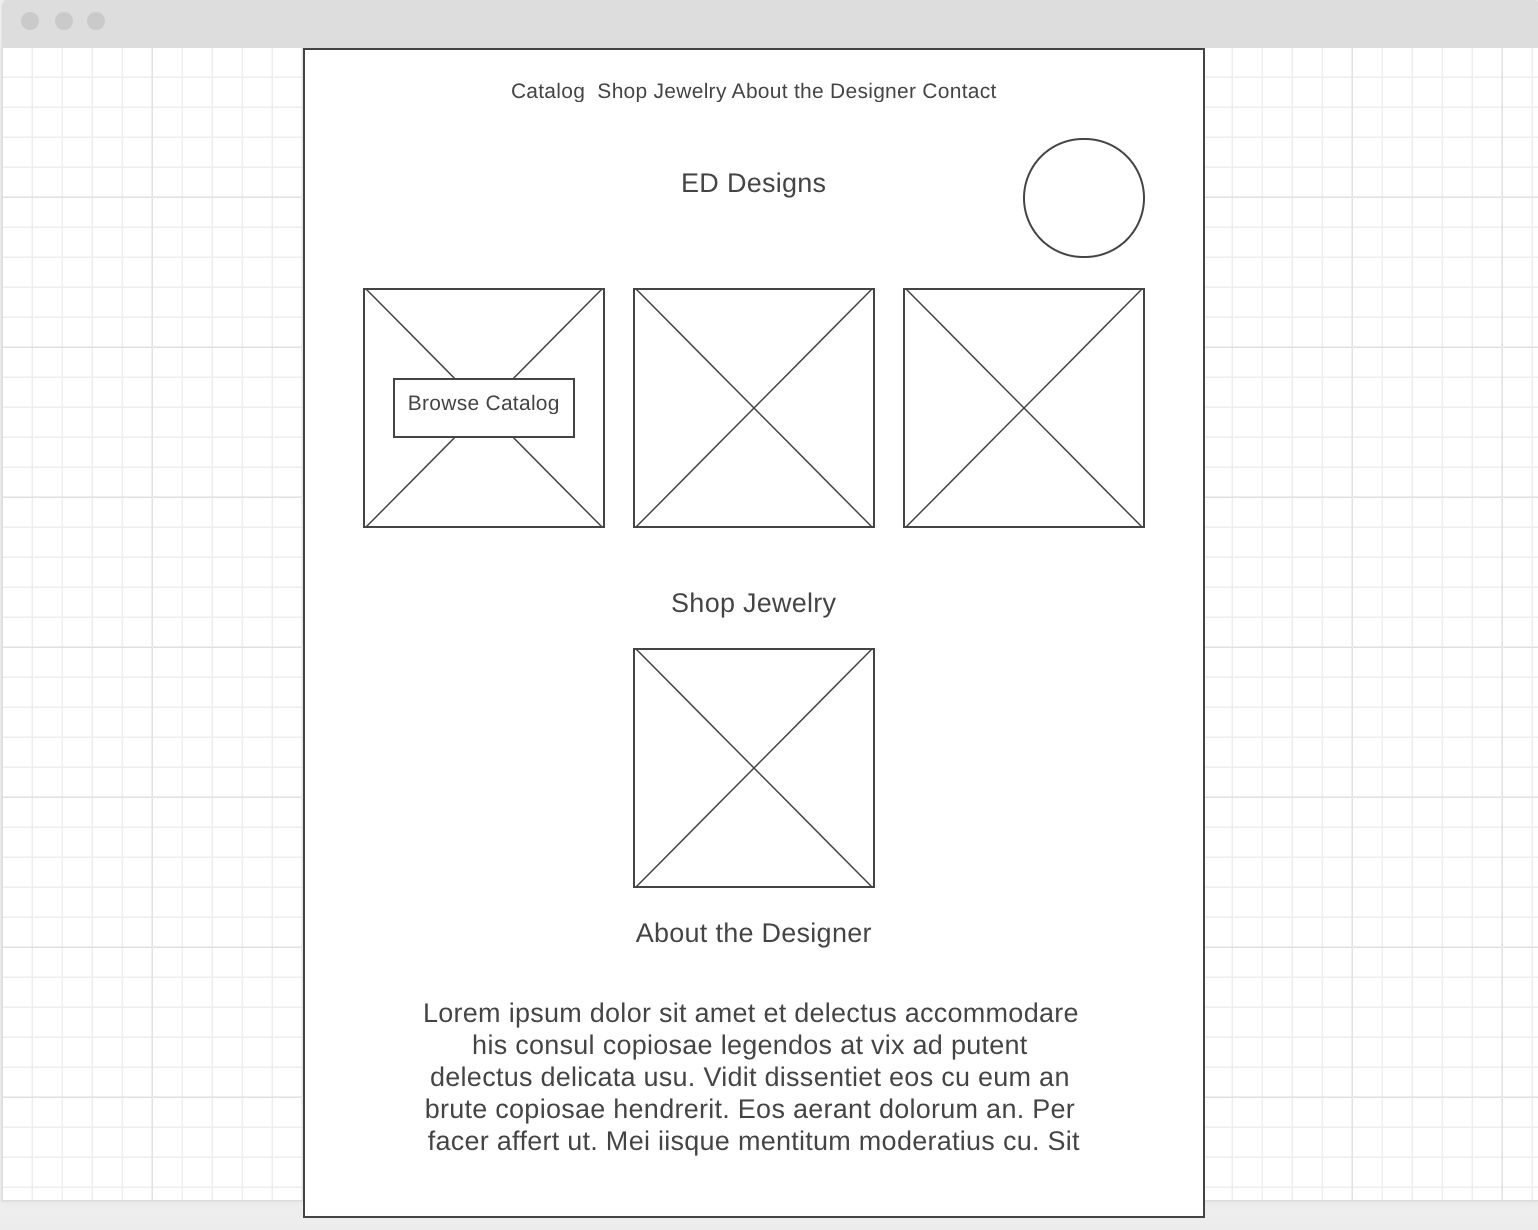 Catalog  Shop Jewelry About the Designer Contact
ED Designs
Browse Catalog
Shop Jewelry
About the Designer
Lorem ipsum dolor sit amet et delectus accommodare
his consul copiosae legendos at vix ad putent
delectus delicata usu. Vidit dissentiet eos cu eum an
brute copiosae hendrerit. Eos aerant dolorum an. Per
facer affert ut. Mei iisque mentitum moderatius cu. Sit